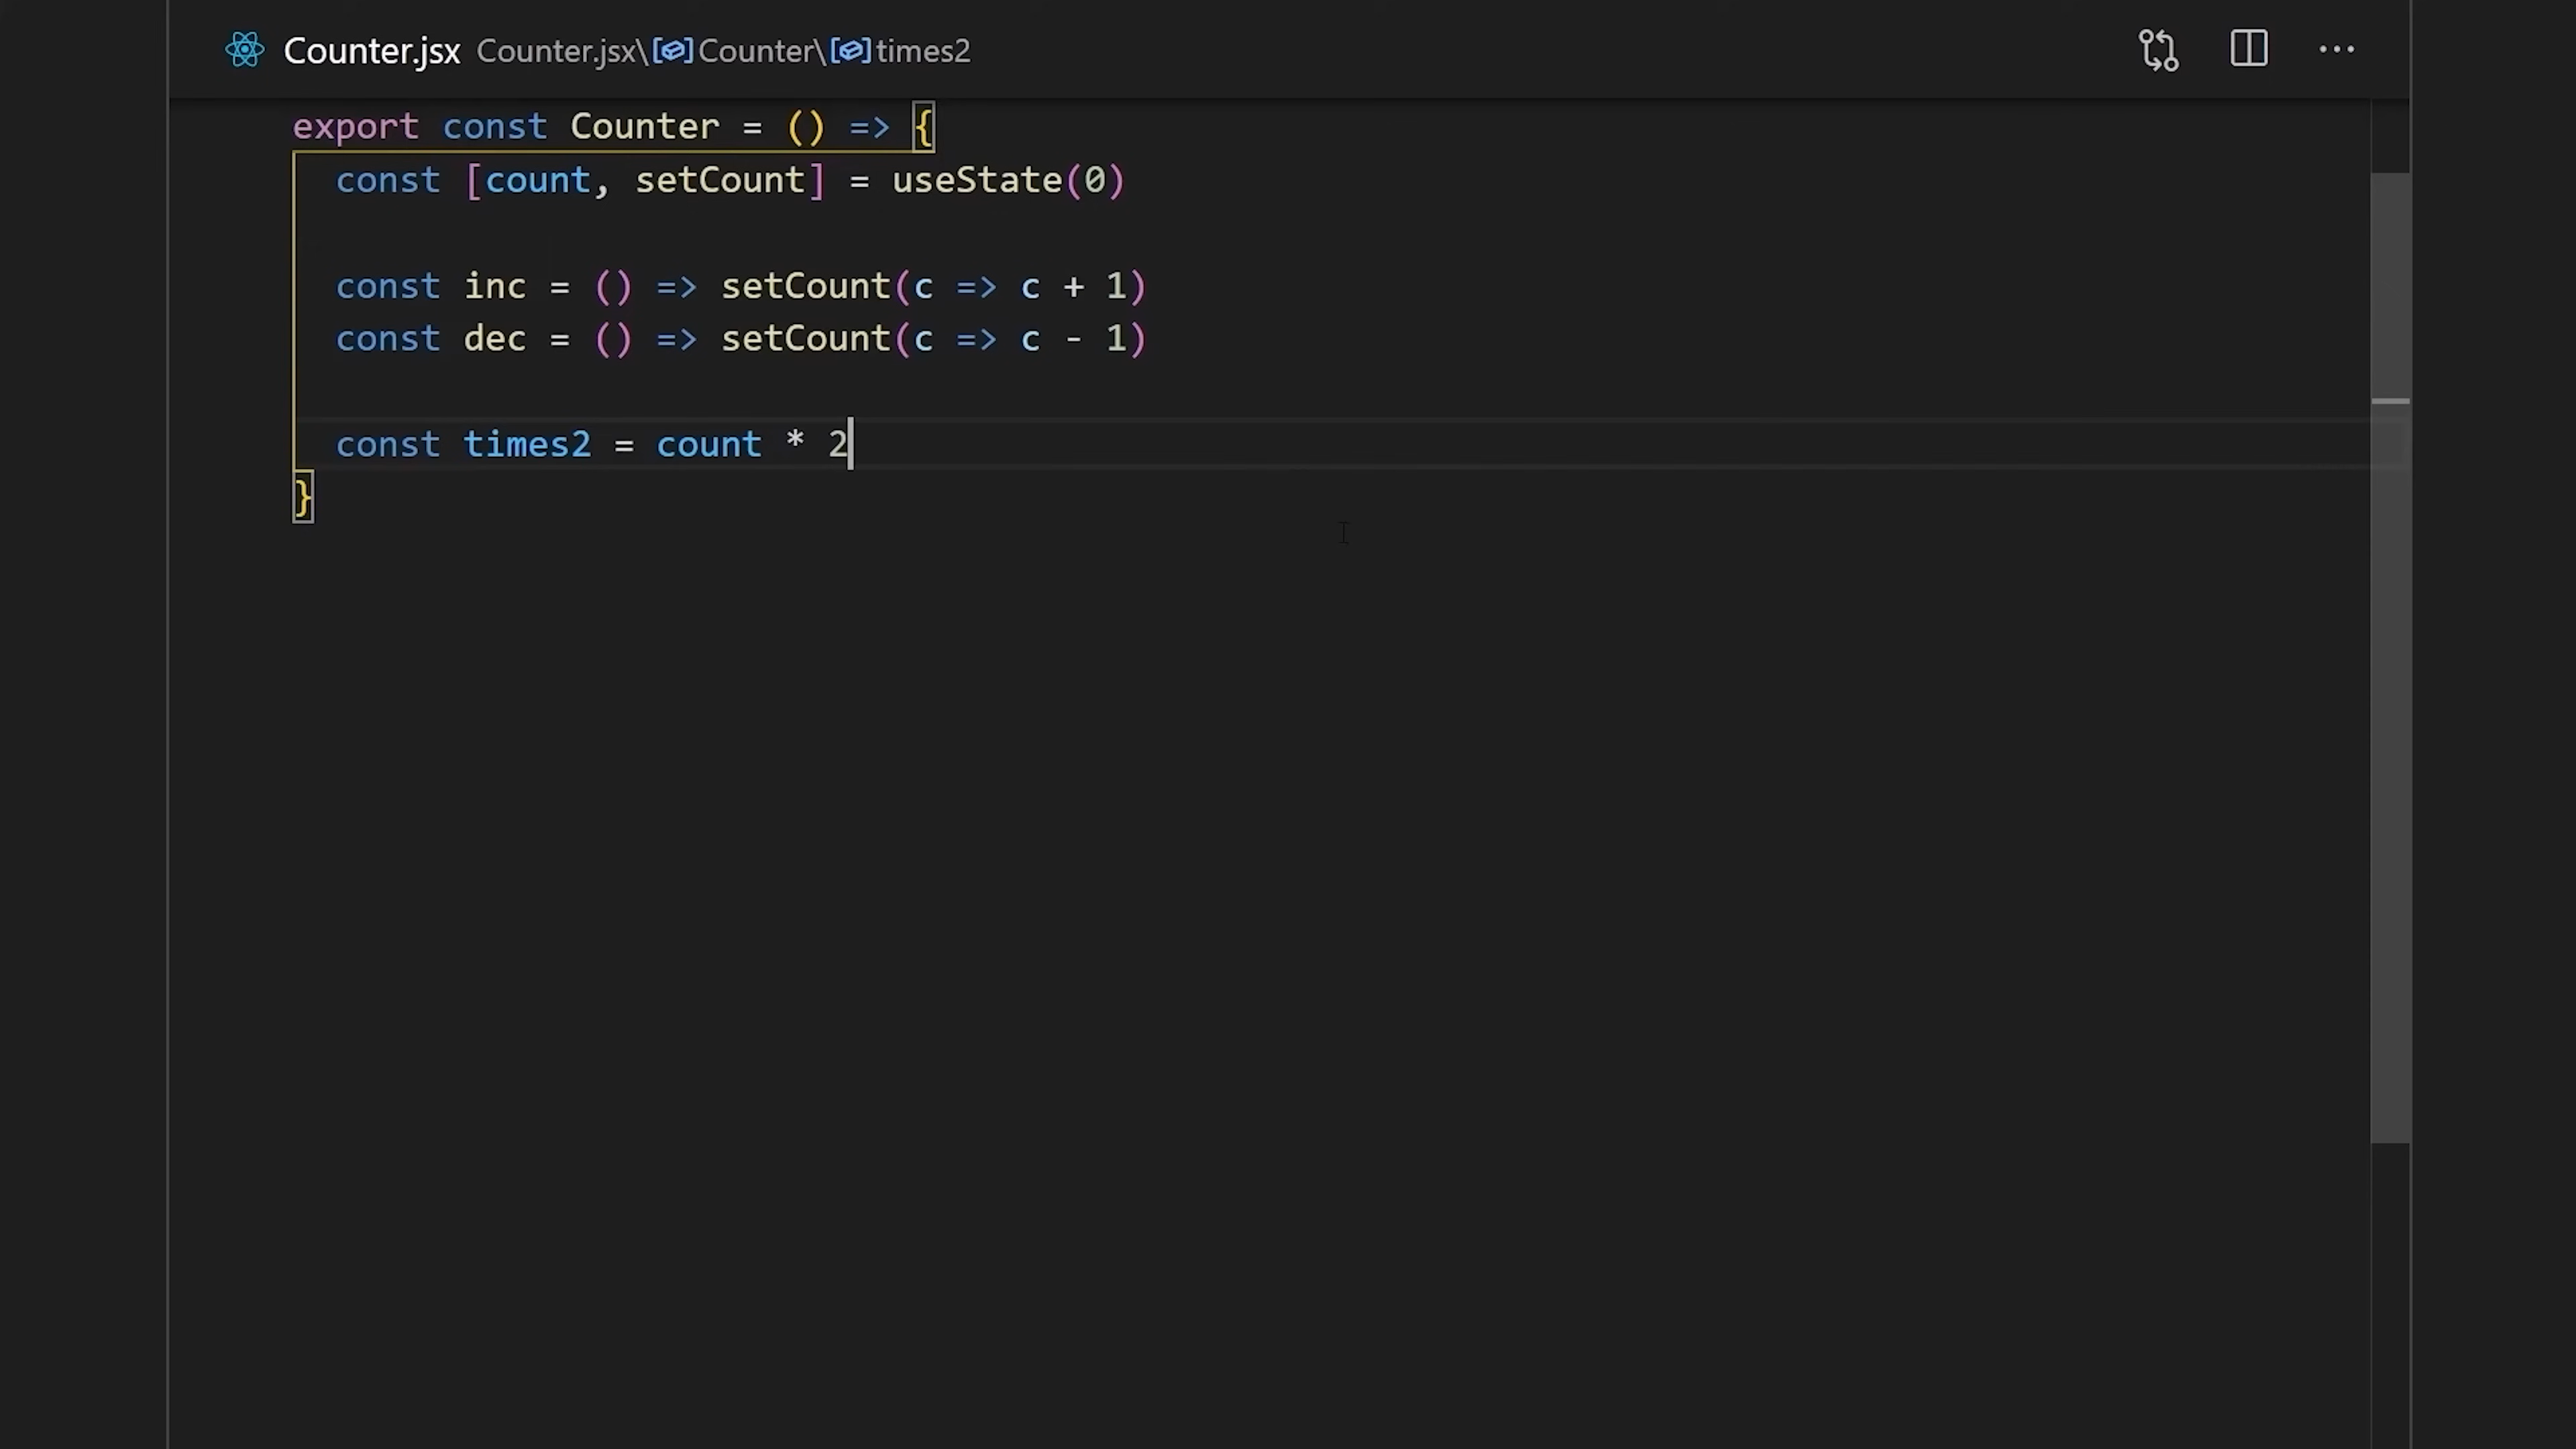 Counter.jsx Counter.jsx\Counter\times2
export const Counter = () => {
const [count, setCount] = useState(0)
const inc = () => setCount(c => c + 1)
const dec = () => setCount(c => c - 1)
const times2 = count * 2
}